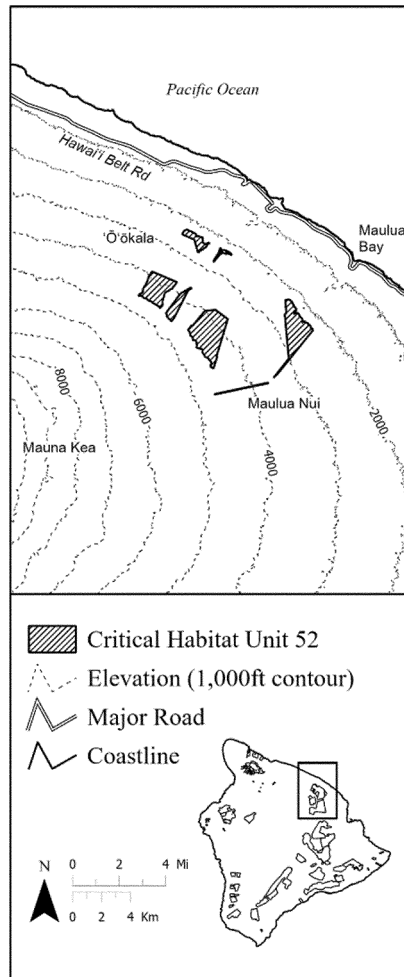 Pacific Ocean
Hawai‘i Belt Rd
Maulua
Bay
Ō‘ōkala
8000
6000
Maulua Nui
2000
4000
Mauna Kea
Critical Habitat Unit 52
Elevation (1,000ft contour)
Major Road
Coastline
N
0 2 4 Mi
0 2 4 Km